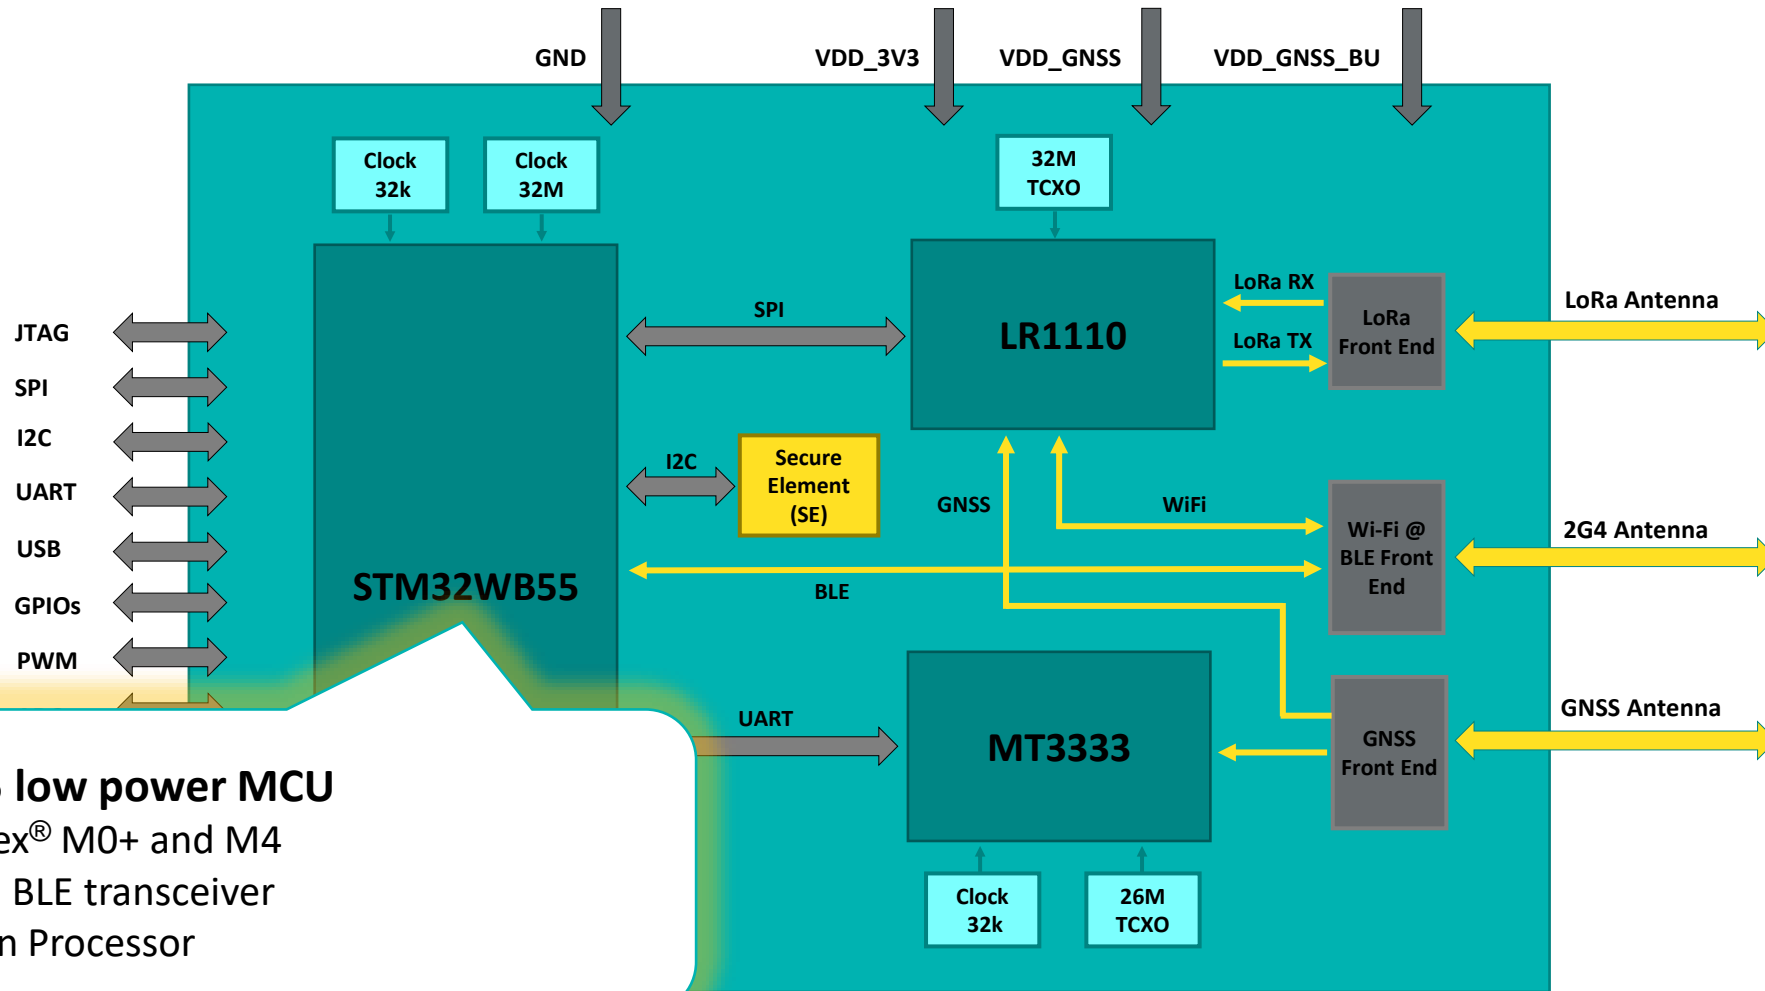 GND
VDD_3V3
VDD_GNSS
VDD_GNSS_BU
Clock
32k
Clock
32M
32M
TCXO
JTAG
SPI
I2C
UART
USB
GPIOs
PWM
STM32WB55
SPI
I2C
Secure
Element
(SE)
BLE
UART
LR1110
LoRa RX
LoRa TX
LoRa
Front End
LoRa Antenna
GNSS
WiFi
Wi-Fi @
BLE Front
End
2G4 Antenna
MT3333
GNSS
Front End
GNSS Antenna
Clock
32k
26M
TCXO
low power MCU
ex® M0+ and M4
BLE transceiver
n Processor